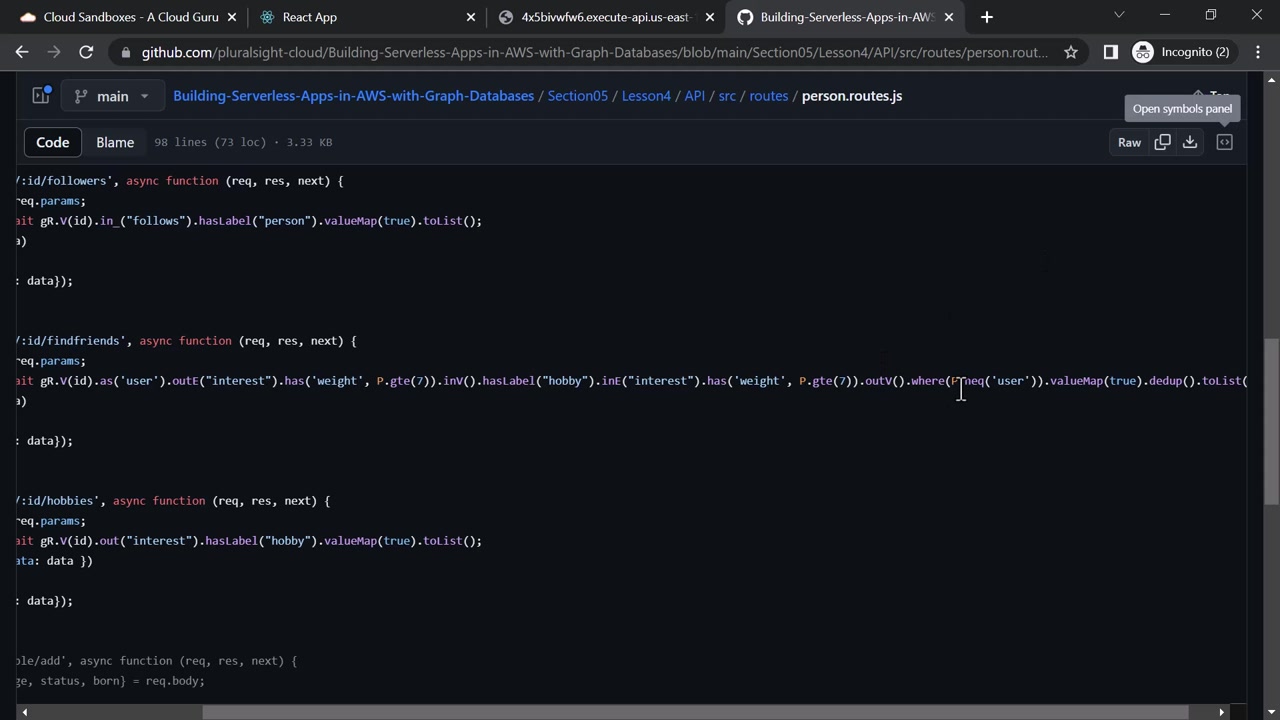 Cloud Sandboxes - A Cloud Guru
React App
4x5bivwfw6.execute-api.us-east-
Building-Serverless-Apps-in-AWS
github.com/pluralsight-cloud/Building-Serverless-Apps-in-AWS-with-Graph-Databases/blob/main/Section05/Lesson4/API/src/routes/person.rout...
Incognito (2)
main
Building-Serverless-Apps-in-AWS-with-Graph-Databases / Section05 / Lesson4 / API / src / routes / person.routes.js
Open symbols panel
Code
Blame
98 lines (73 loc) · 3.33 KB
Raw
/:id/followers', async function (req, res, next) {
req.params;
ait gR.V(id).in_("follows").hasLabel("person").valueMap(true).toList();
a)
: data});
/:id/findfriends', async function (req, res, next) {
req.params;
ait gR.V(id).as('user').outE("interest").has('weight', P.gte(7)).inV().hasLabel("hobby").inE("interest").has('weight', P.gte(7)).outV().where(P.neq('user')).valueMap(true).dedup().toList(
a)
: data});
/:id/hobbies', async function (req, res, next) {
req.params;
ait gR.V(id).out("interest").hasLabel("hobby").valueMap(true).toList();
ata: data })
: data});
ple/add', async function (req, res, next) {
ge, status, born} = req.body;